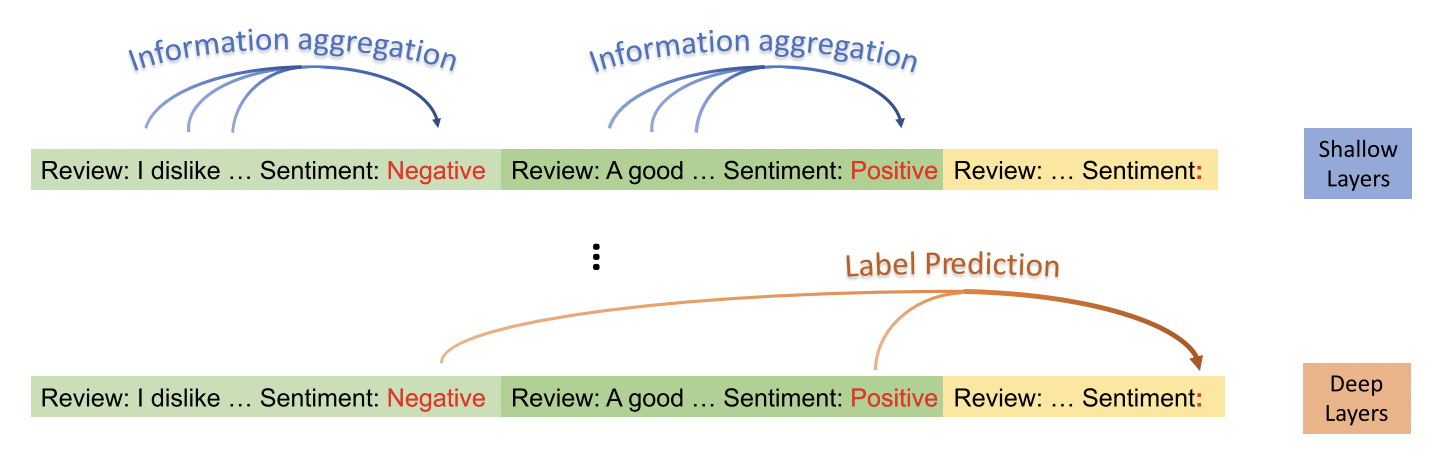 Information aggregation Information aggregation
Review: I dislike … Sentiment: Negative Review: A good … Sentiment: Positive Review: … Sentiment:
Shallow
Layers
Label Prediction
Review: I dislike … Sentiment: Negative Review: A good … Sentiment: Positive Review: … Sentiment:
Deep
Layers